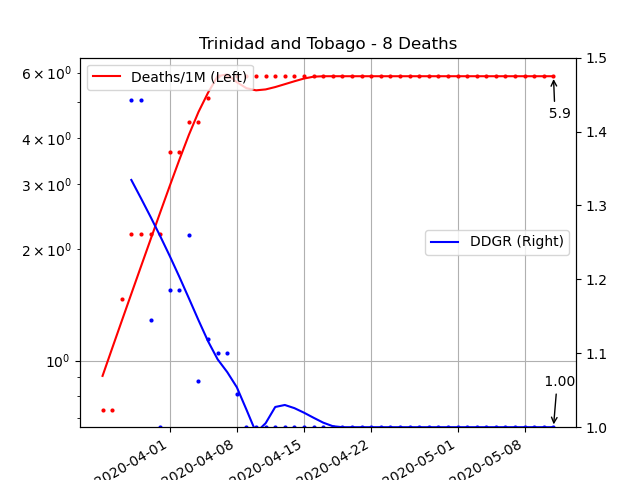 Trinidad and Tobago - 8 Deaths
Deaths/1M (Left)
DDGR (Right)
6 × 10⁰
4 × 10⁰
3 × 10⁰
2 × 10⁰
10⁰
1.5
1.4
1.3
1.2
1.1
1.0
5.9
1.00
2020-04-01
2020-04-08
2020-04-15
2020-04-22
2020-05-01
2020-05-08